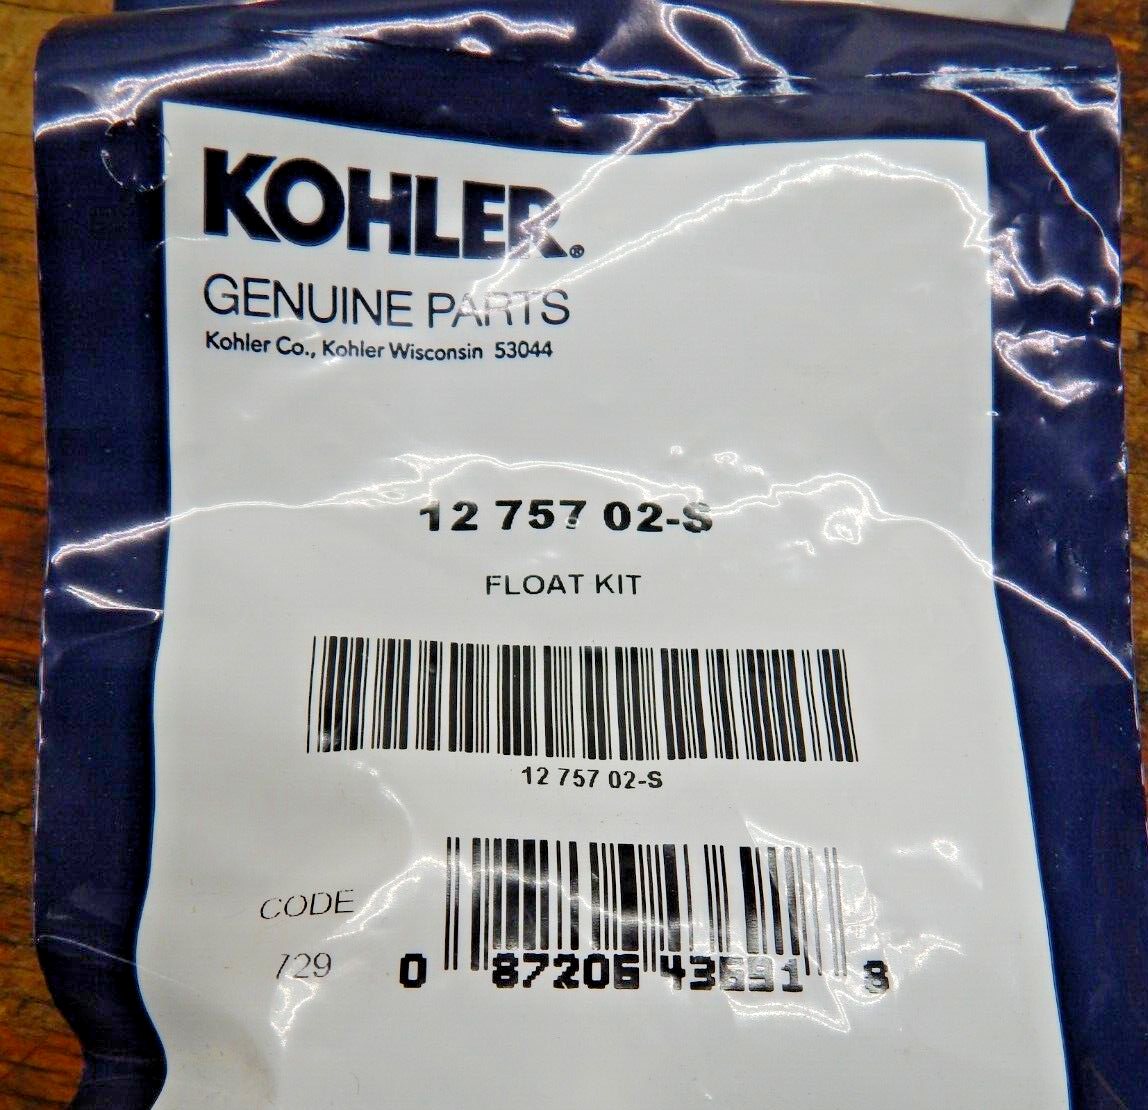 KOHLER®
GENUINE PARTS
Kohler Co., Kohler Wisconsin 53044
12 757 02-S
FLOAT KIT
12 757 02-S
CODE
729
0 87206 43691 8